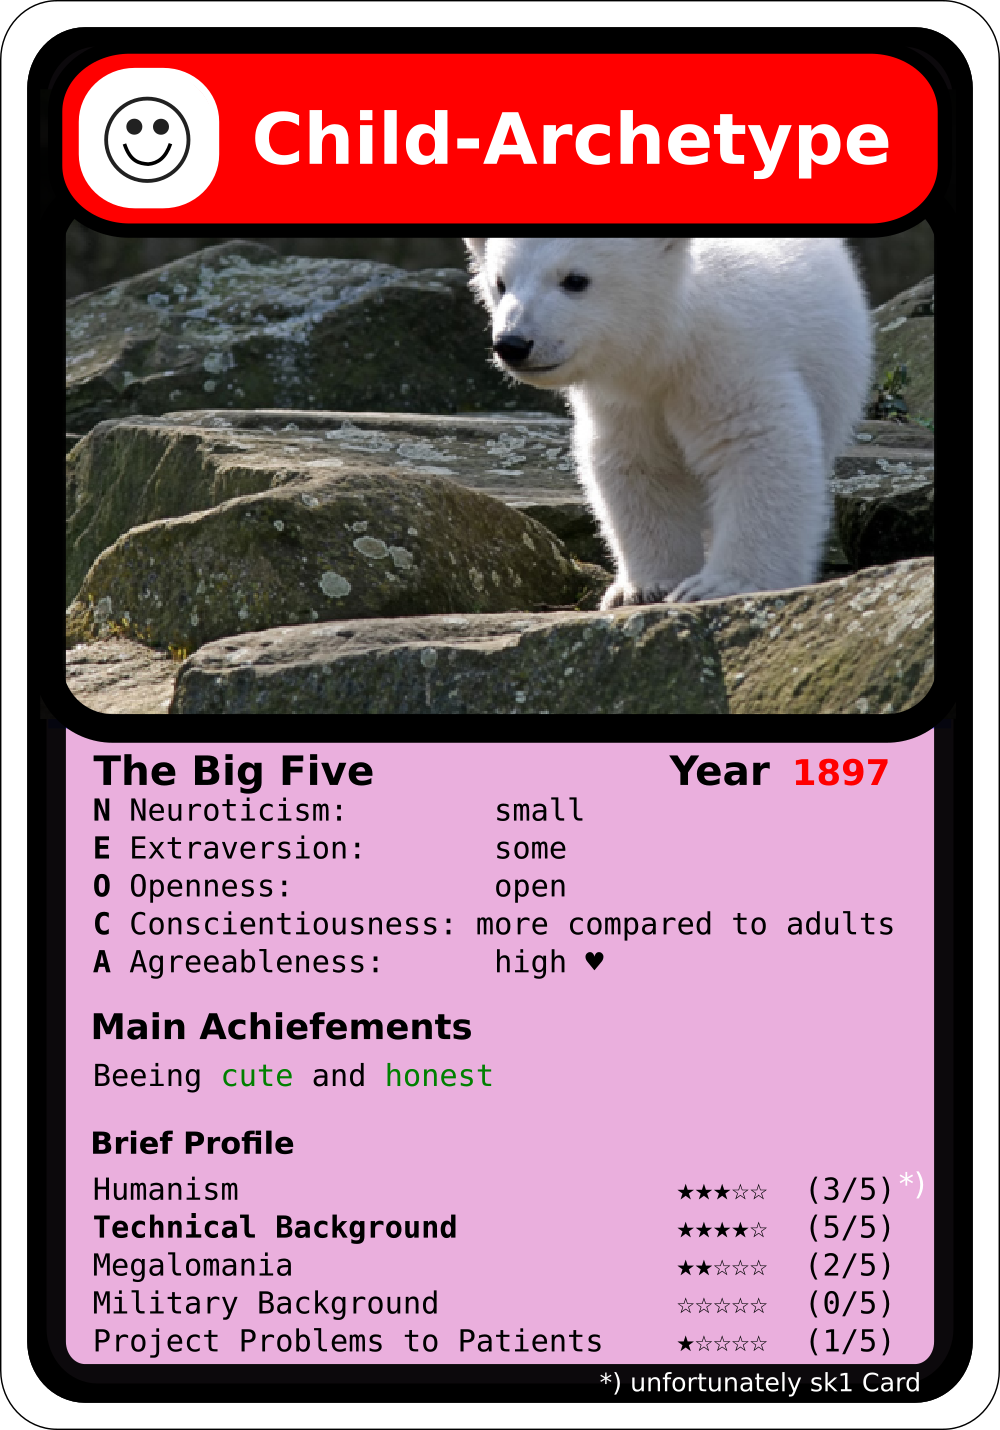 Child-Archetype
The Big Five Year 1897
N Neuroticism: small
E Extraversion: some
O Openness: open
C Conscientiousness: more compared to adults
A Agreeableness: high ♥
Main Achiefements
Beeing cute and honest
Brief Profile
Humanism ★★★☆☆ (3/5) *)
Technical Background ★★★★☆ (5/5)
Megalomania ★★☆☆☆ (2/5)
Military Background ☆☆☆☆☆ (0/5)
Project Problems to Patients ★☆☆☆☆ (1/5)
*) unfortunately sk1 Card